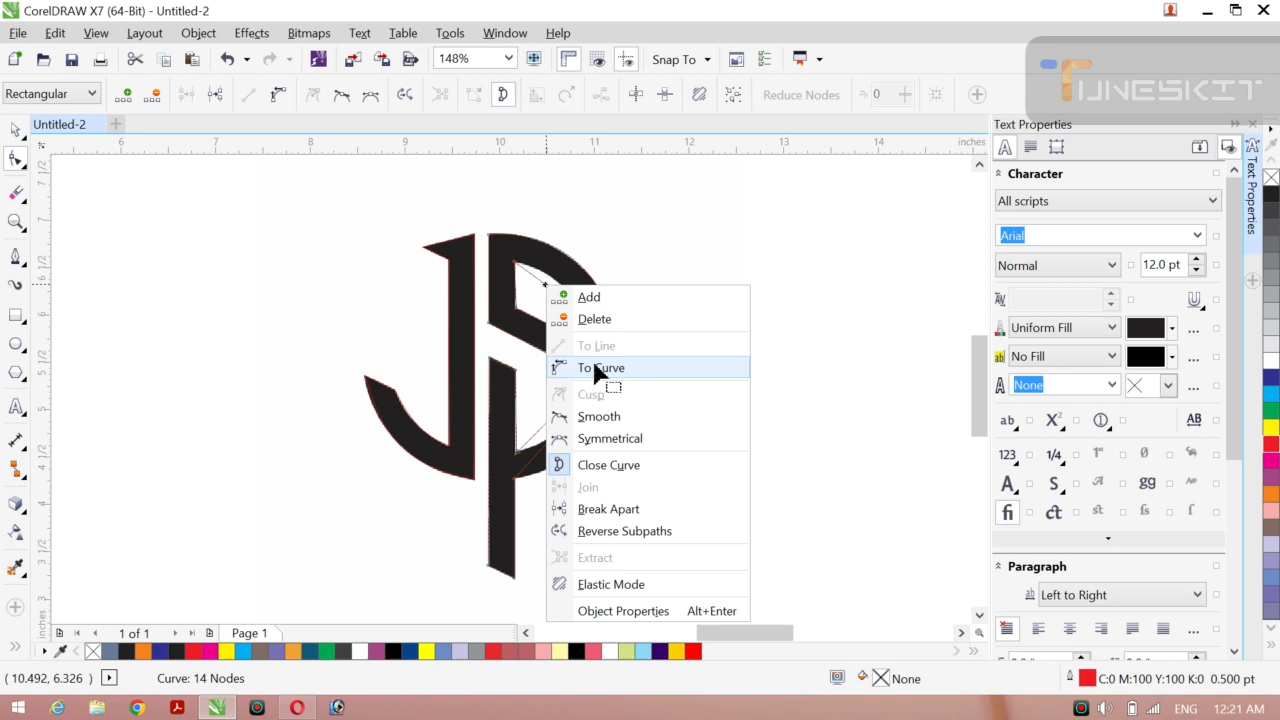 CorelDRAW X7 (64-Bit) - Untitled-2
File Edit View Layout Object Effects Bitmaps Text Table Tools Window Help
148% Snap To
Rectangular Reduce Nodes 0
TUNESKIT
Untitled-2
Text Properties
6 7 8 9 10 11 12 13 14 inches
Character
All scripts
Arial
Normal 12.0 pt
Uniform Fill ...
No Fill ...
None ...
ab X² AB
123 1/4 1st 0
A S A gg
fi ct st fs
Paragraph
Left to Right
Text Properties
JP
Add
Delete
To Line
To Curve
Cusp
Smooth
Symmetrical
Close Curve
Join
Break Apart
Reverse Subpaths
Extract
Elastic Mode
Object Properties Alt+Enter
1 of 1 Page 1
( 10.492, 6.326 ) Curve: 14 Nodes None C:0 M:100 Y:100 K:0 0.500 pt
ENG 12:21 AM